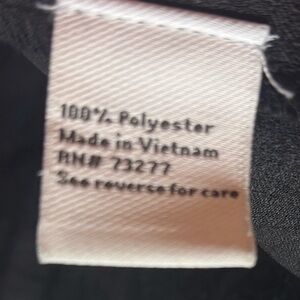 100% Polyester
Made in Vietnam
RN# 73277
See reverse for care